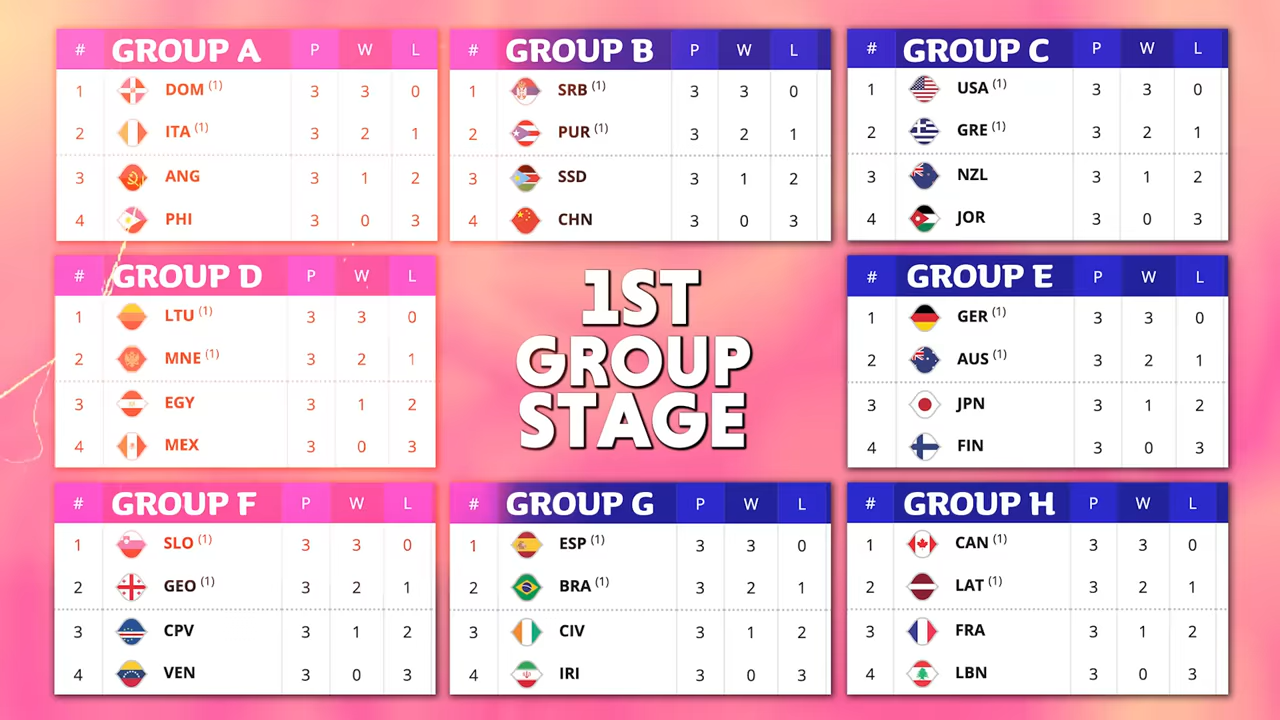 # GROUP A P W L
1 DOM (1) 3 3 0
2 ITA (1) 3 2 1
3 ANG 3 1 2
4 PHI 3 0 3
# GROUP B P W L
1 SRB (1) 3 3 0
2 PUR (1) 3 2 1
3 SSD 3 1 2
4 CHN 3 0 3
# GROUP C P W L
1 USA (1) 3 3 0
2 GRE (1) 3 2 1
3 NZL 3 1 2
4 JOR 3 0 3
# GROUP D P W L
1 LTU (1) 3 3 0
2 MNE (1) 3 2 1
3 EGY 3 1 2
4 MEX 3 0 3
1ST
GROUP
STAGE
# GROUP E P W L
1 GER (1) 3 3 0
2 AUS (1) 3 2 1
3 JPN 3 1 2
4 FIN 3 0 3
# GROUP F P W L
1 SLO (1) 3 3 0
2 GEO (1) 3 2 1
3 CPV 3 1 2
4 VEN 3 0 3
# GROUP G P W L
1 ESP (1) 3 3 0
2 BRA (1) 3 2 1
3 CIV 3 1 2
4 IRI 3 0 3
# GROUP H P W L
1 CAN (1) 3 3 0
2 LAT (1) 3 2 1
3 FRA 3 1 2
4 LBN 3 0 3